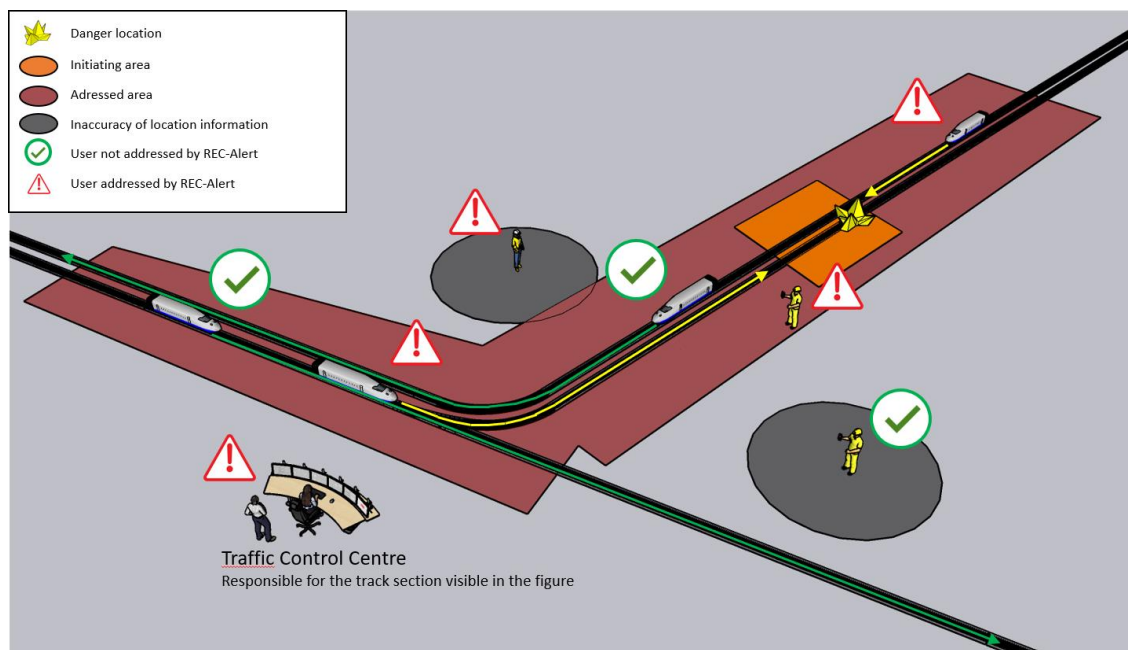 Danger location
Initiating area
Adressed area
Inaccuracy of location information
User not addressed by REC-Alert
User addressed by REC-Alert
Traffic Control Centre
Responsible for the track section visible in the figure